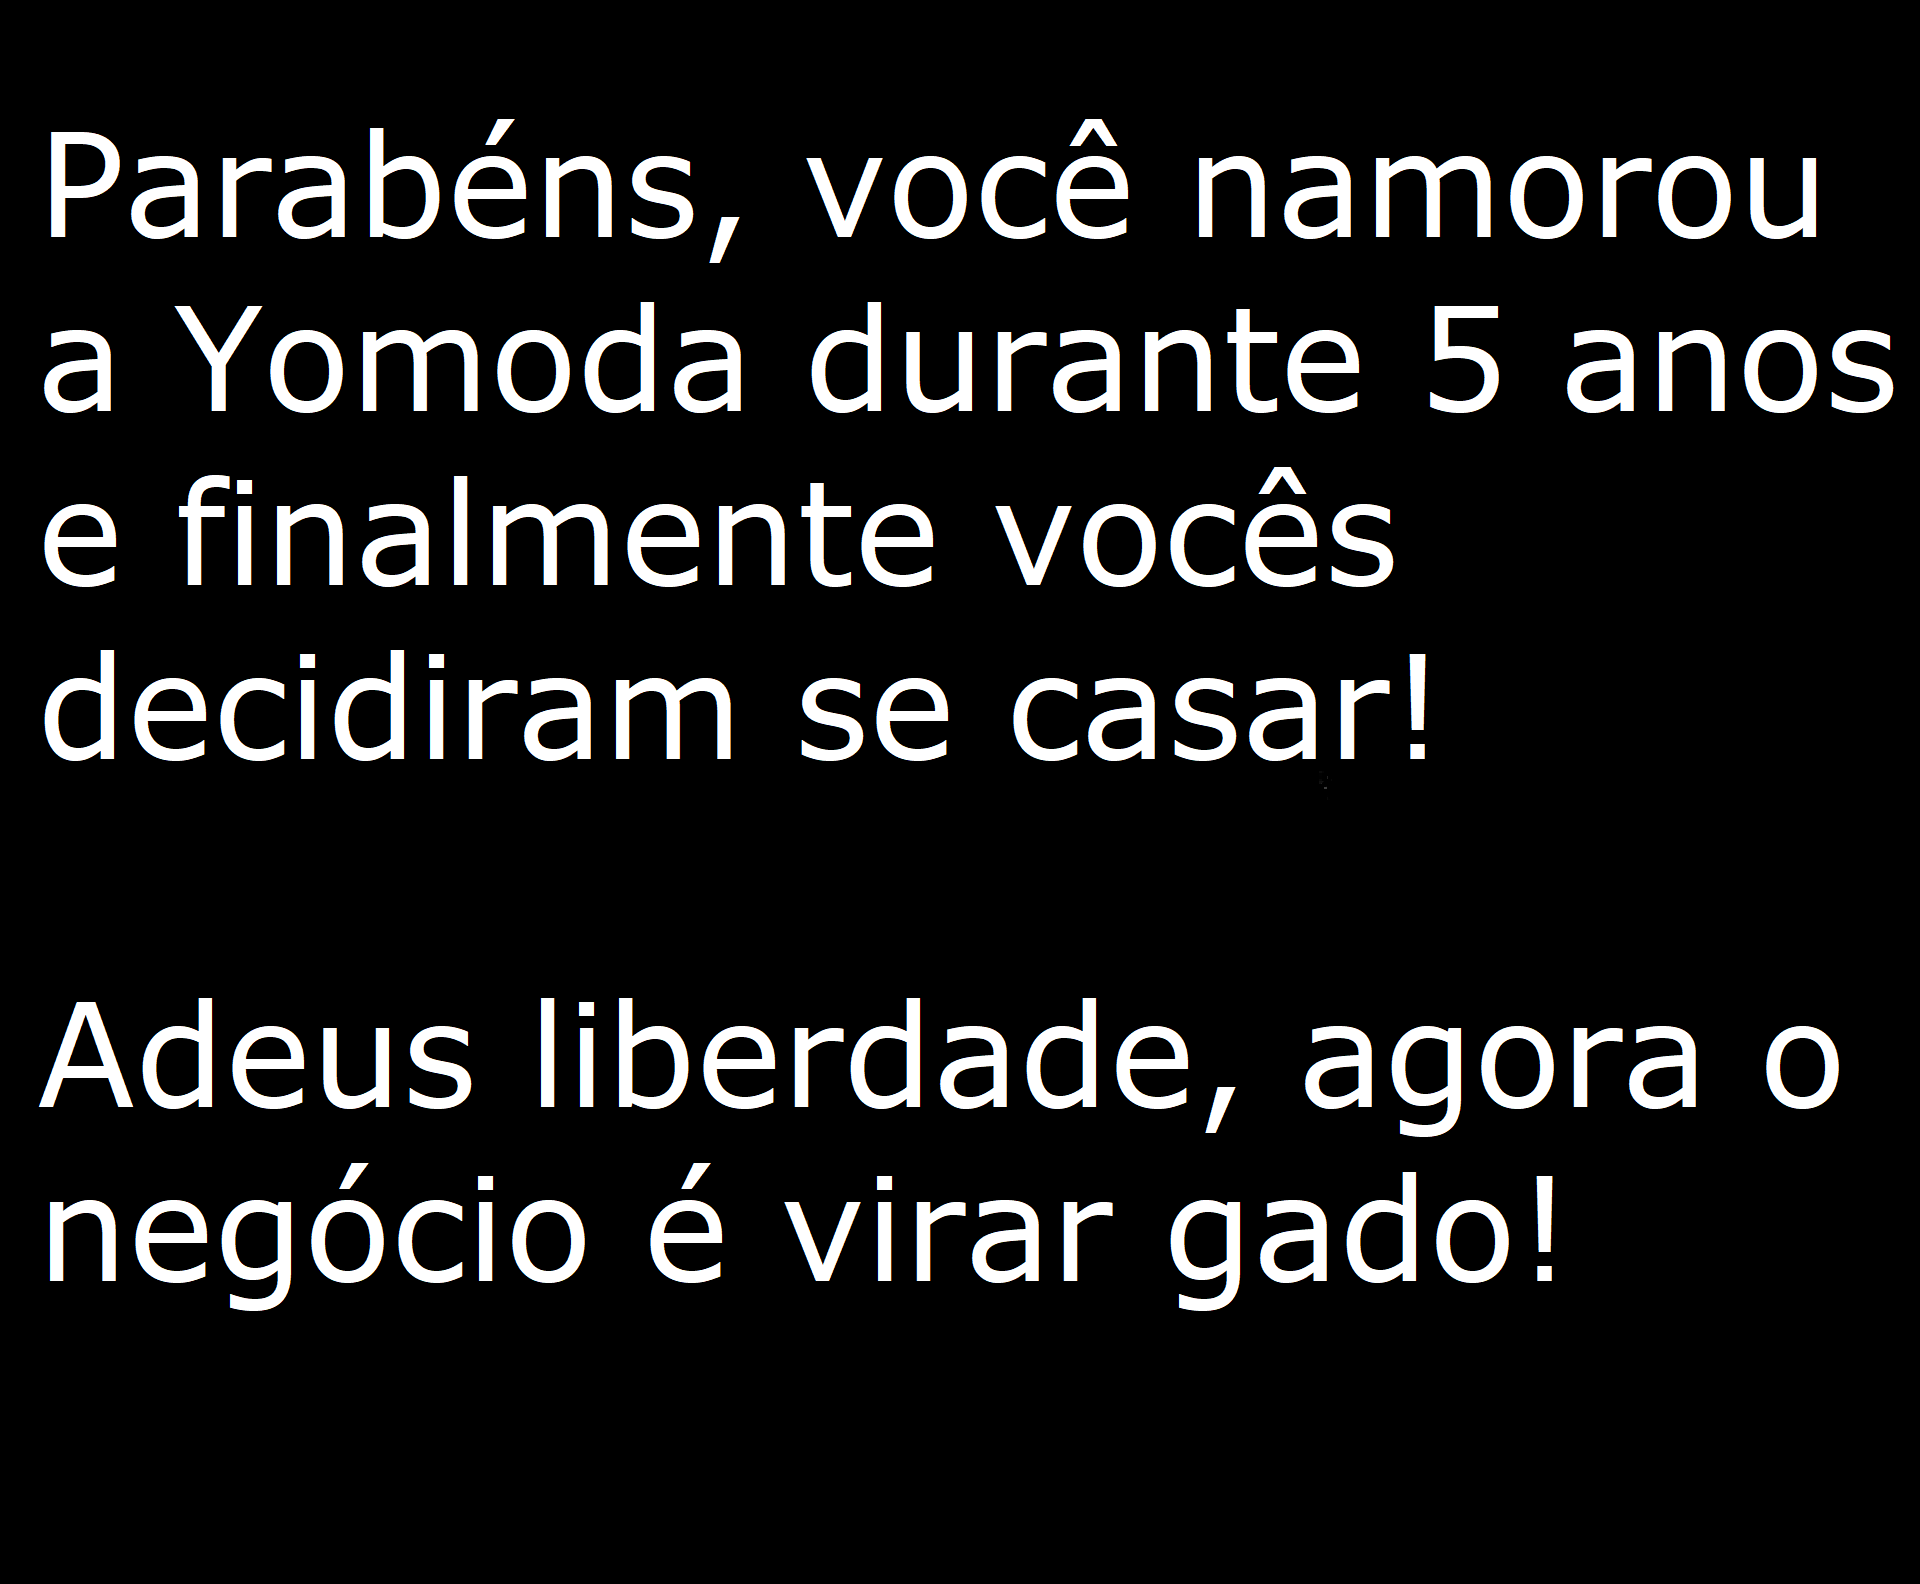 Parabéns, você namorou
a Yomoda durante 5 anos
e finalmente vocês
decidiram se casar!
Adeus liberdade, agora o
negócio é virar gado!